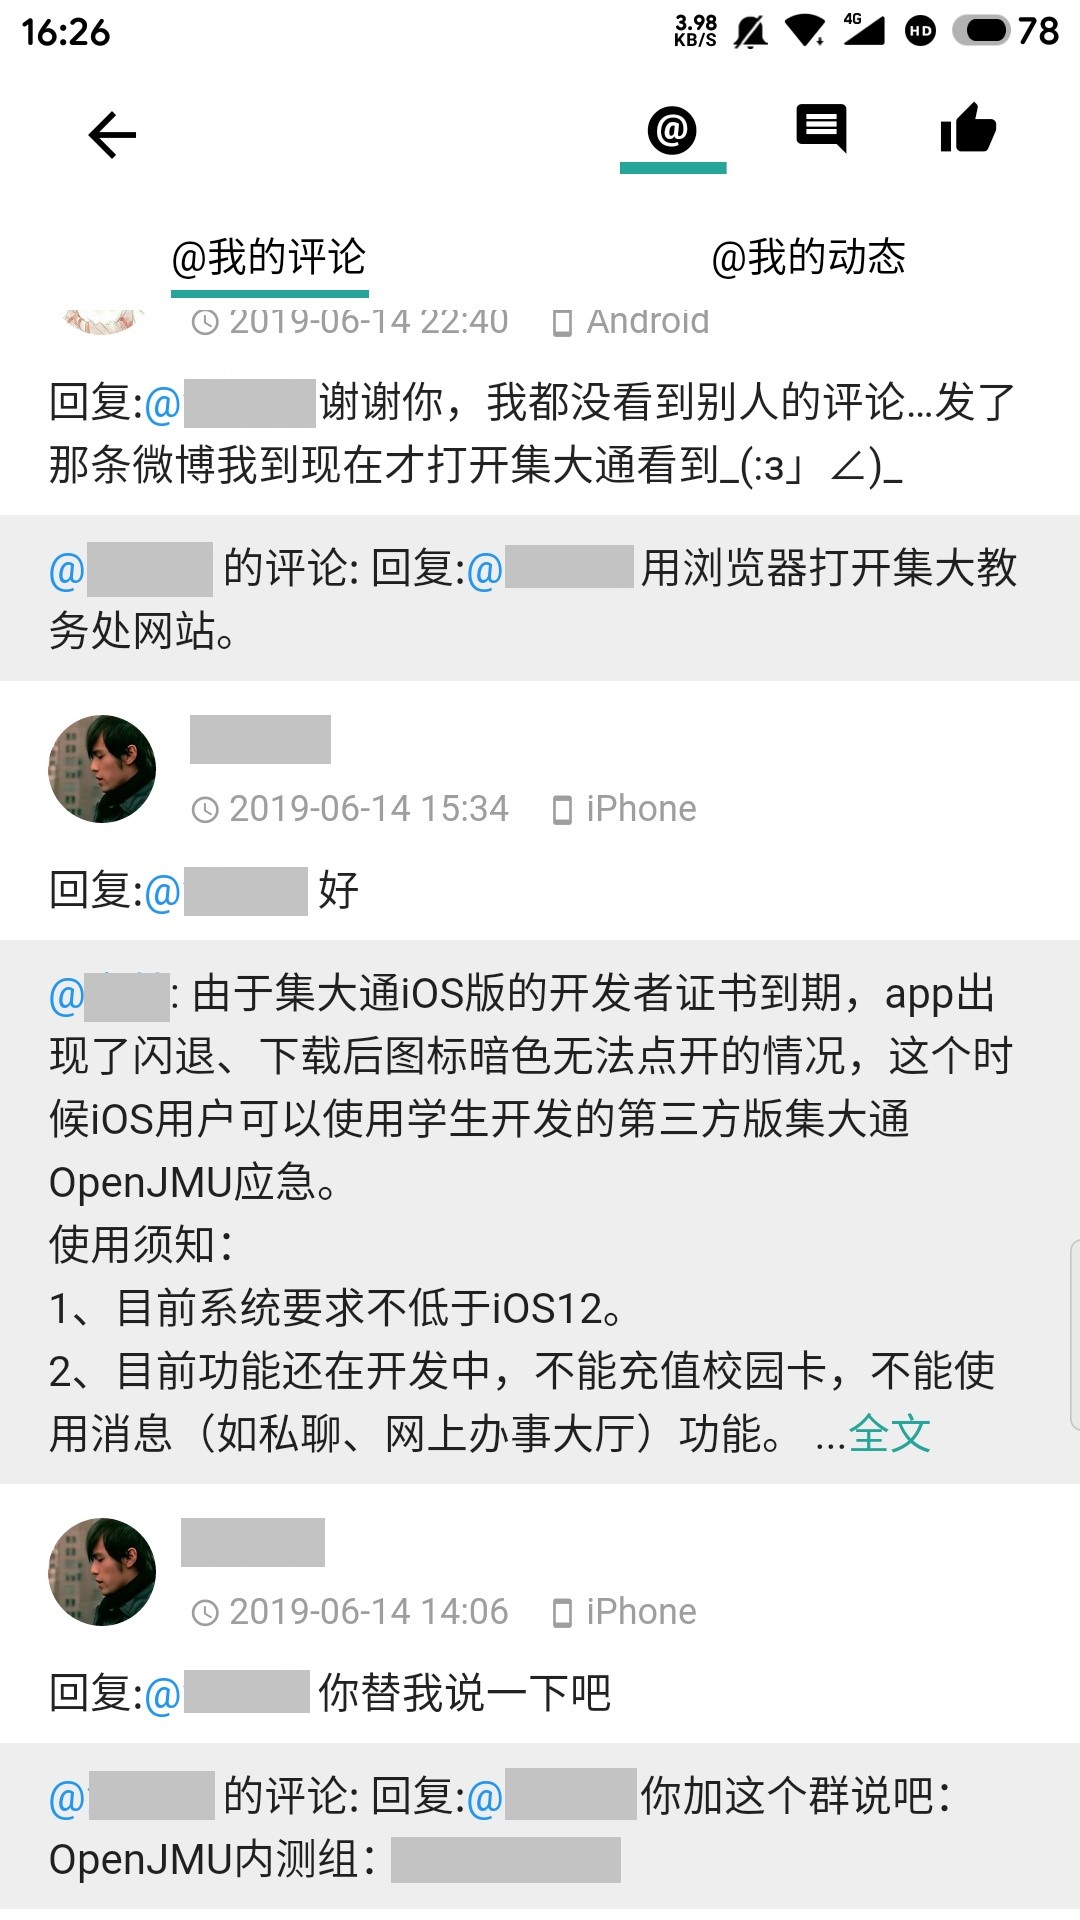 16:26
3.98
KB/S
4G
HD
78
@
@我的评论
@我的动态
2019-06-14 22:40
Android
回复:@谢谢你，我都没看到别人的评论...发了
那条微博我到现在才打开集大通看到_(:з」∠)_
@ 的评论: 回复:@ 用浏览器打开集大教
务处网站。
2019-06-14 15:34
iPhone
回复:@ 好
@: 由于集大通iOS版的开发者证书到期，app出
现了闪退、下载后图标暗色无法点开的情况，这个时
候iOS用户可以使用学生开发的第三方版集大通
OpenJMU应急。
使用须知：
1、目前系统要求不低于iOS12。
2、目前功能还在开发中，不能充值校园卡，不能使
用消息（如私聊、网上办事大厅）功能。 ...全文
2019-06-14 14:06
iPhone
回复:@ 你替我说一下吧
@ 的评论: 回复:@你加这个群说吧：
OpenJMU内测组：